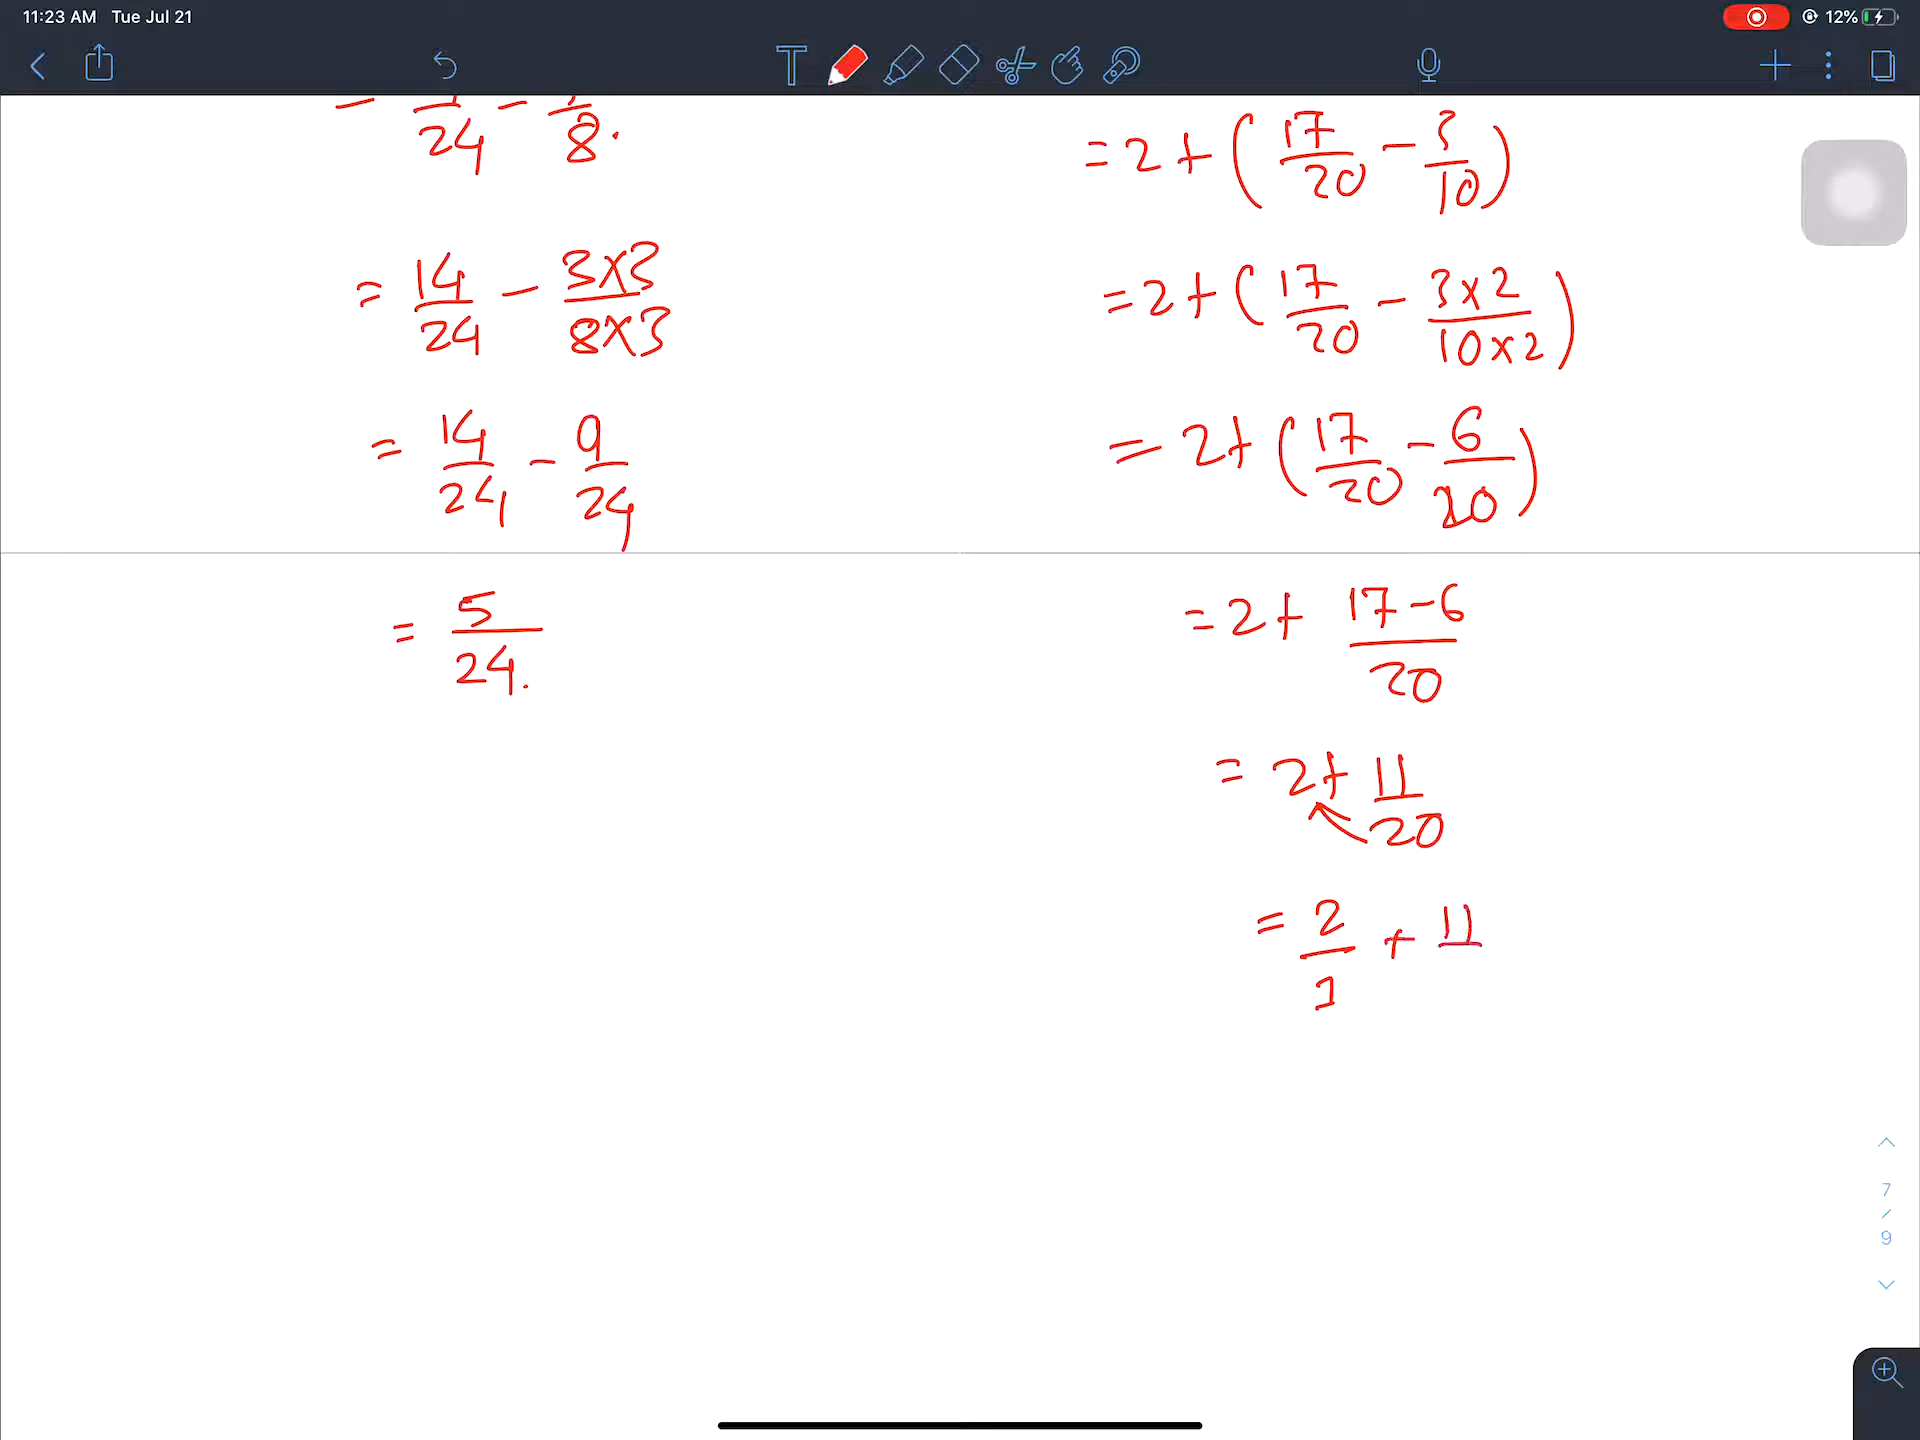 11:23 AM Tue Jul 21
12%
T
24 - 8.
= 14/24 - 3×3/8×3
= 14/24 - 9/24
= 5/24.
= 2 + (17/20 - 3/10)
= 2 + (17/20 - 3×2/10×2)
= 2 + (17/20 - 6/20)
= 2 + 17-6/20
= 2 + 11/20
= 2/1 + 11
7
/
9